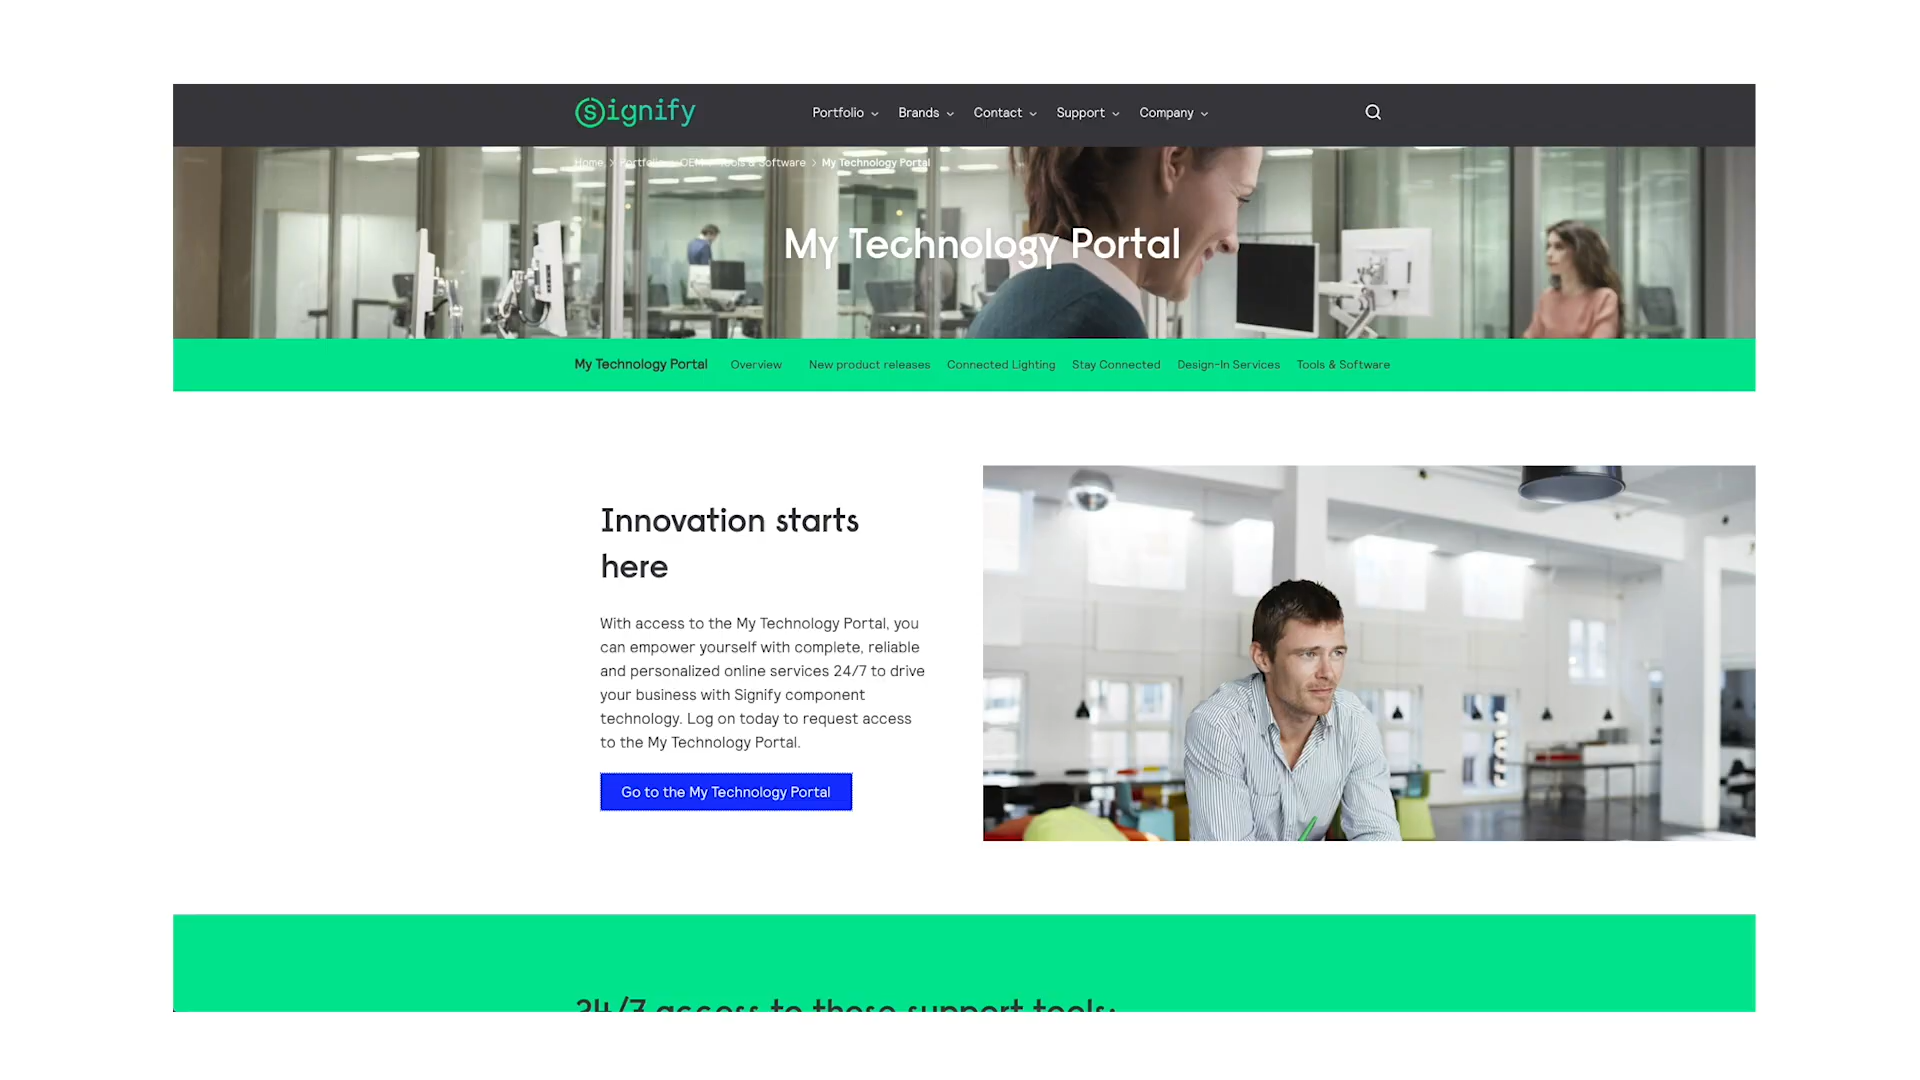 Signify
Portfolio Brands Contact Support Company
Home > Portfolio > OEM > Tools & Software > My Technology Portal
My Technology Portal
My Technology Portal Overview New product releases Connected Lighting Stay Connected Design-In Services Tools & Software
Innovation starts
here
With access to the My Technology Portal, you
can empower yourself with complete, reliable
and personalized online services 24/7 to drive
your business with Signify component
technology. Log on today to request access
to the My Technology Portal.
Go to the My Technology Portal
24/7 access to these support tools: